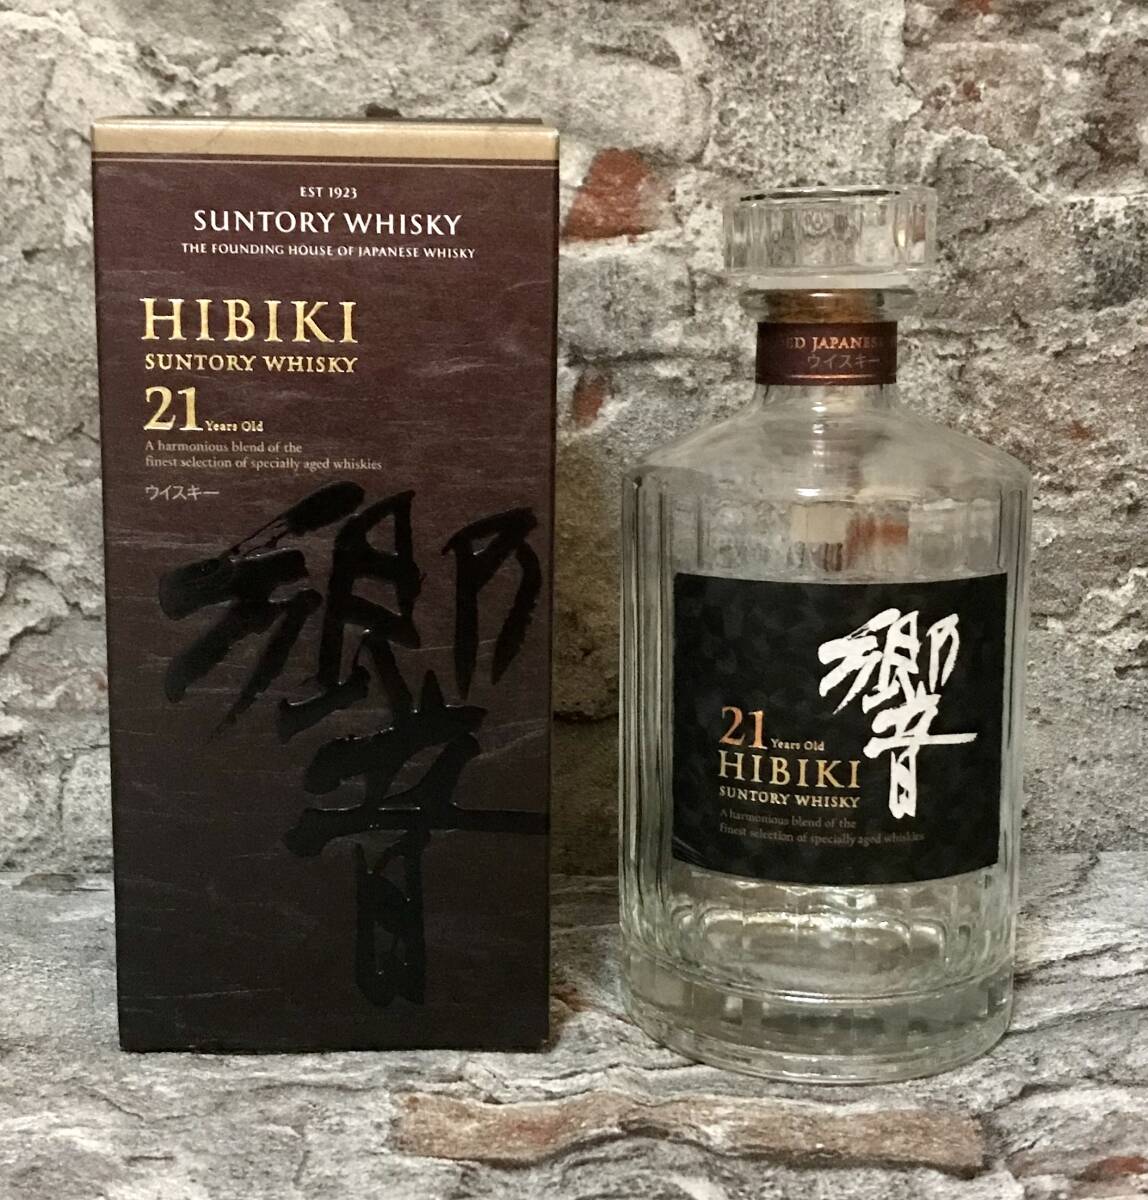 EST 1923
SUNTORY WHISKY
THE FOUNDING HOUSE OF JAPANESE WHISKY
HIBIKI
SUNTORY WHISKY
21 Years Old
A harmonious blend of the
finest selection of specially aged whiskies
ウイスキー
響
JAPANESE
ウイスキー
響
21 Years Old
HIBIKI
SUNTORY WHISKY
A harmonious blend of the
finest selection of specially aged whiskies